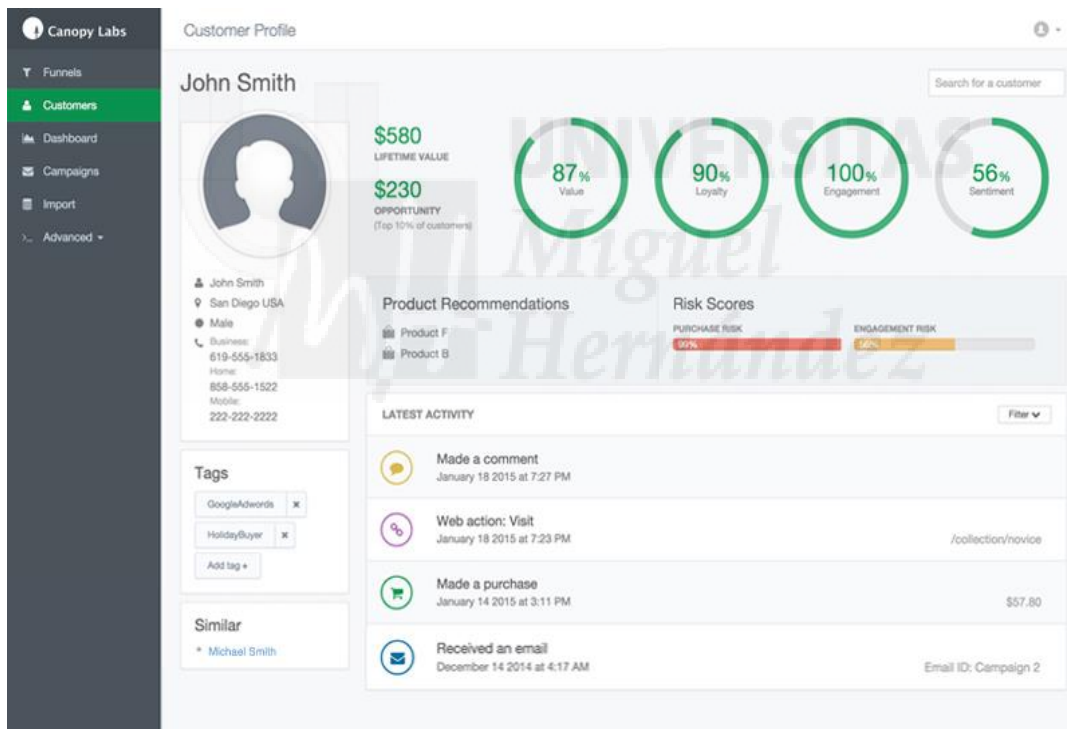 Canopy Labs
Customer Profile
Funnels
Customers
Dashboard
Campaigns
Import
Advanced
John Smith
Search for a customer
$580
LIFETIME VALUE
$230
OPPORTUNITY
(Top 10% of customers)
87%
Value
90%
Loyalty
100%
Engagement
56%
Sentiment
UNIVERSITAS
Miguel
Hernández
John Smith
San Diego USA
Male
Business:
619-555-1833
Home:
858-555-1522
Mobile:
222-222-2222
Product Recommendations
Product F
Product B
Risk Scores
PURCHASE RISK
99%
ENGAGEMENT RISK
56%
Tags
GoogleAdwords ×
HolidayBuyer ×
Add tag +
Similar
Michael Smith
LATEST ACTIVITY
Filter
Made a comment
January 18 2015 at 7:27 PM
Web action: Visit
January 18 2015 at 7:23 PM
/collection/novice
Made a purchase
January 14 2015 at 3:11 PM
$57.80
Received an email
December 14 2014 at 4:17 AM
Email ID: Campaign 2